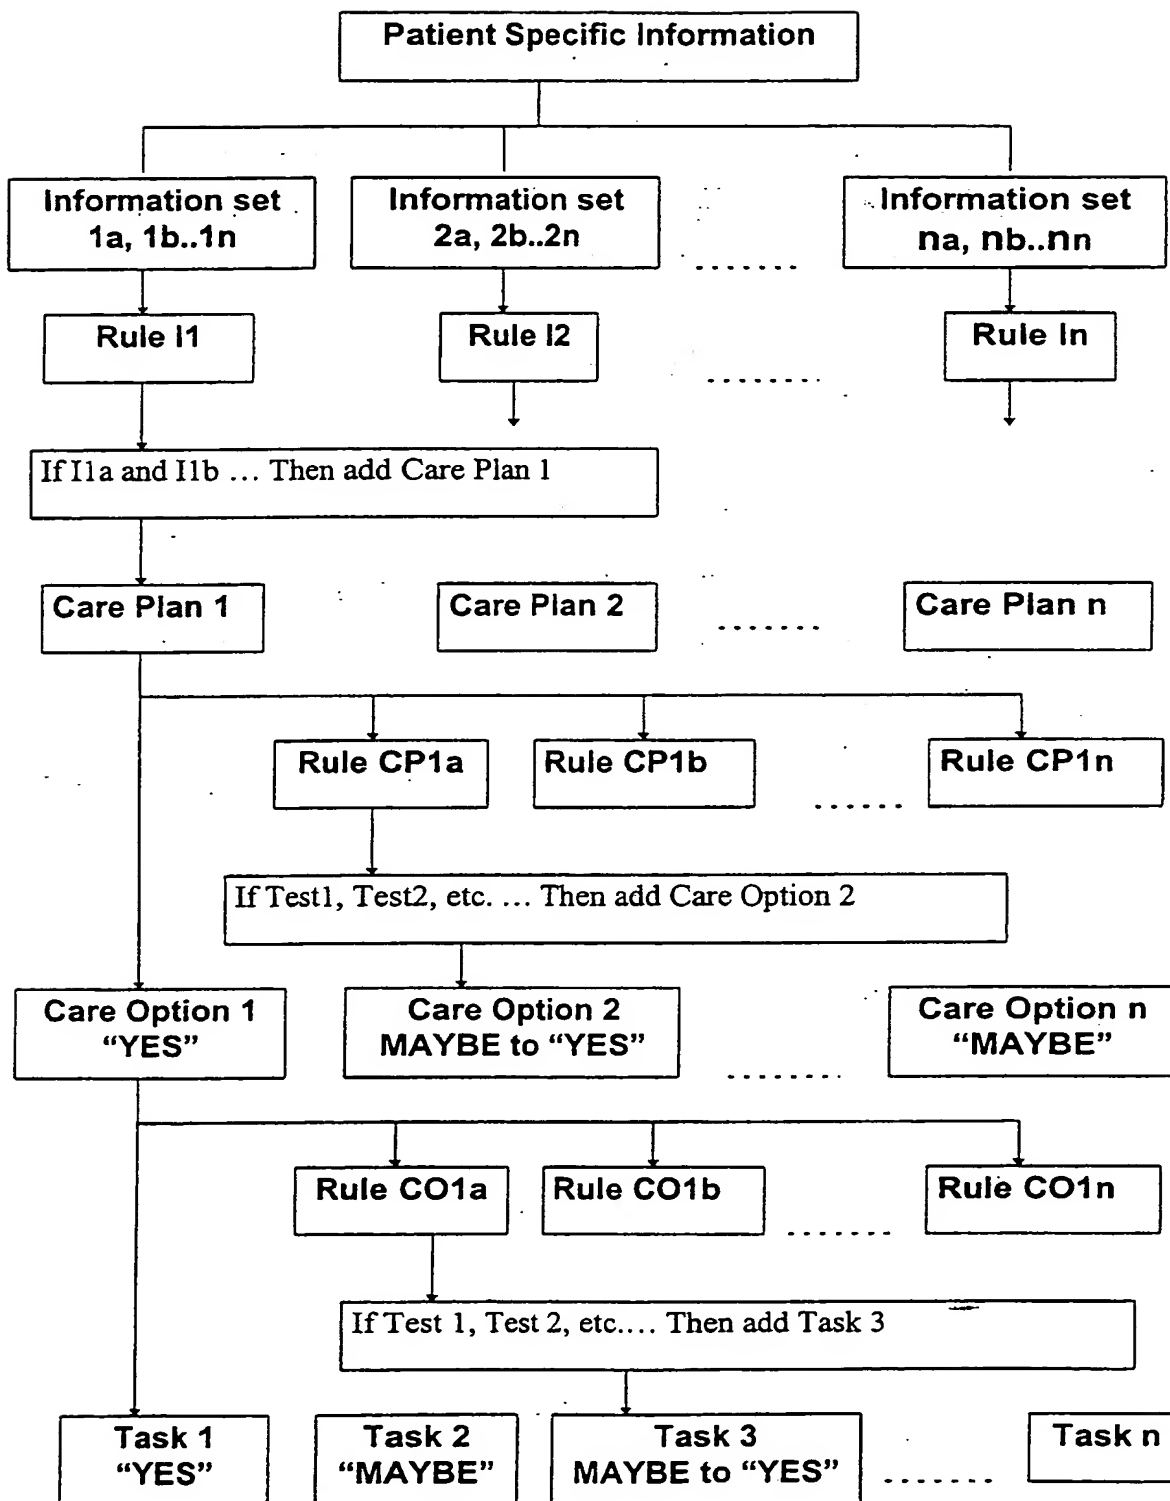 Patient Specific Information
Information set
1a, 1b..1n
Information set
2a, 2b..2n
........
Information set
na, nb..nn
Rule I1
Rule I2
.........
Rule In
If I1a and I1b ... Then add Care Plan 1
Care Plan 1
Care Plan 2
.......
Care Plan n
Rule CP1a
Rule CP1b
......
Rule CP1n
If Test1, Test2, etc. ... Then add Care Option 2
Care Option 1
“YES”
Care Option 2
MAYBE to “YES”
.......
Care Option n
“MAYBE”
Rule CO1a
Rule CO1b
.......
Rule CO1n
If Test 1, Test 2, etc.... Then add Task 3
Task 1
“YES”
Task 2
“MAYBE”
Task 3
MAYBE to “YES”
.......
Task n